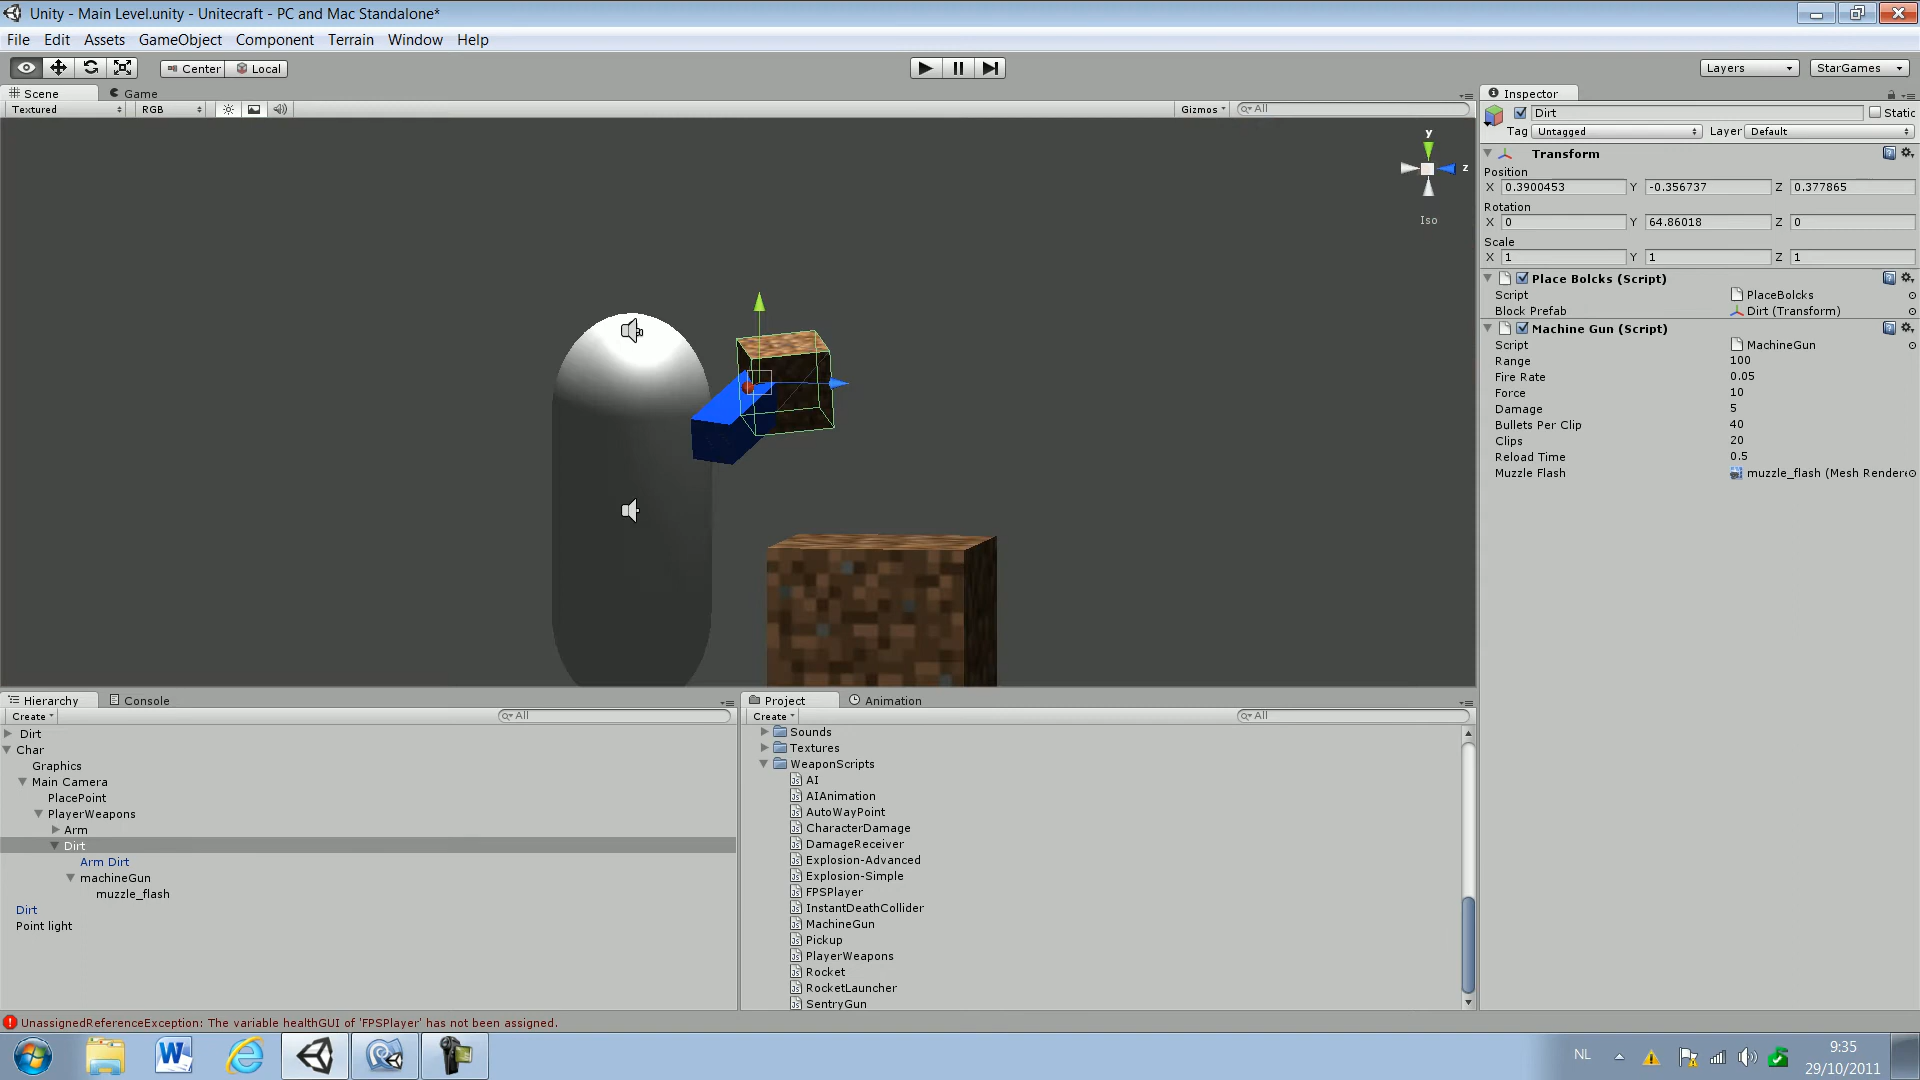 Unity - Main Level.unity - Unitecraft - PC and Mac Standalone*
File Edit Assets GameObject Component Terrain Window Help
Center Local
Layers StarGames
Scene Game
Textured RGB Gizmos All
y
z
Iso
Inspector
Dirt Static
Tag Untagged Layer Default
Transform
Position
X 0.3900453 Y -0.356737 Z 0.377865
Rotation
X 0 Y 64.86018 Z 0
Scale
X 1 Y 1 Z 1
Place Bolcks (Script)
Script PlaceBolcks
Block Prefab Dirt (Transform)
Machine Gun (Script)
Script MachineGun
Range 100
Fire Rate 0.05
Force 10
Damage 5
Bullets Per Clip 40
Clips 20
Reload Time 0.5
Muzzle Flash muzzle_flash (Mesh Rendere
Hierarchy Console
Create All
Dirt
Char
Graphics
Main Camera
PlacePoint
PlayerWeapons
Arm
Dirt
Arm Dirt
machineGun
muzzle_flash
Dirt
Point light
Project Animation
Create All
Sounds
Textures
WeaponScripts
AI
AIAnimation
AutoWayPoint
CharacterDamage
DamageReceiver
Explosion-Advanced
Explosion-Simple
FPSPlayer
InstantDeathCollider
MachineGun
Pickup
PlayerWeapons
Rocket
RocketLauncher
SentryGun
UnassignedReferenceException: The variable healthGUI of 'FPSPlayer' has not been assigned.
NL
9:35
29/10/2011